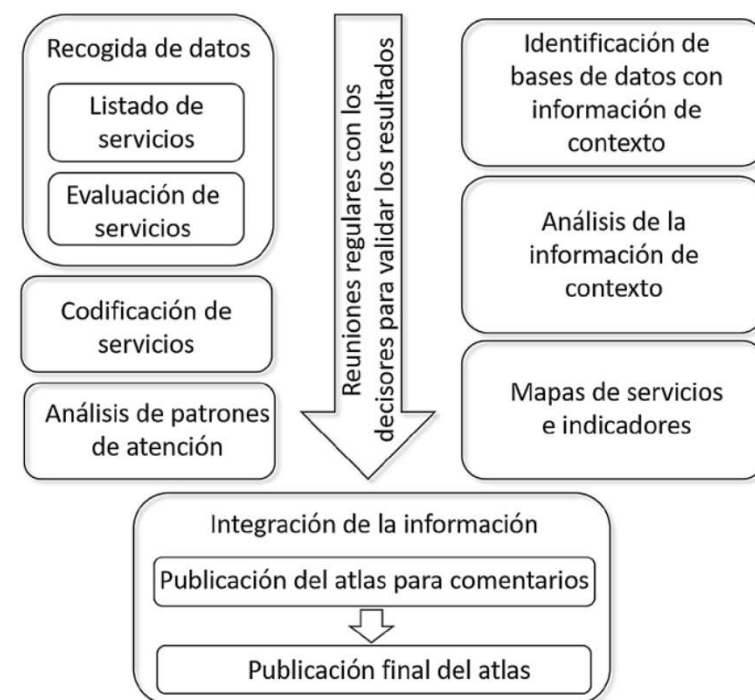 Recogida de datos
Listado de
servicios
Evaluación de
servicios
Codificación de
servicios
Análisis de patrones
de atención
Reuniones regulares con los
decisores para validar los resultados
Identificación de
bases de datos con
información de
contexto
Análisis de la
información de
contexto
Mapas de servicios
e indicadores
Integración de la información
Publicación del atlas para comentarios
Publicación final del atlas